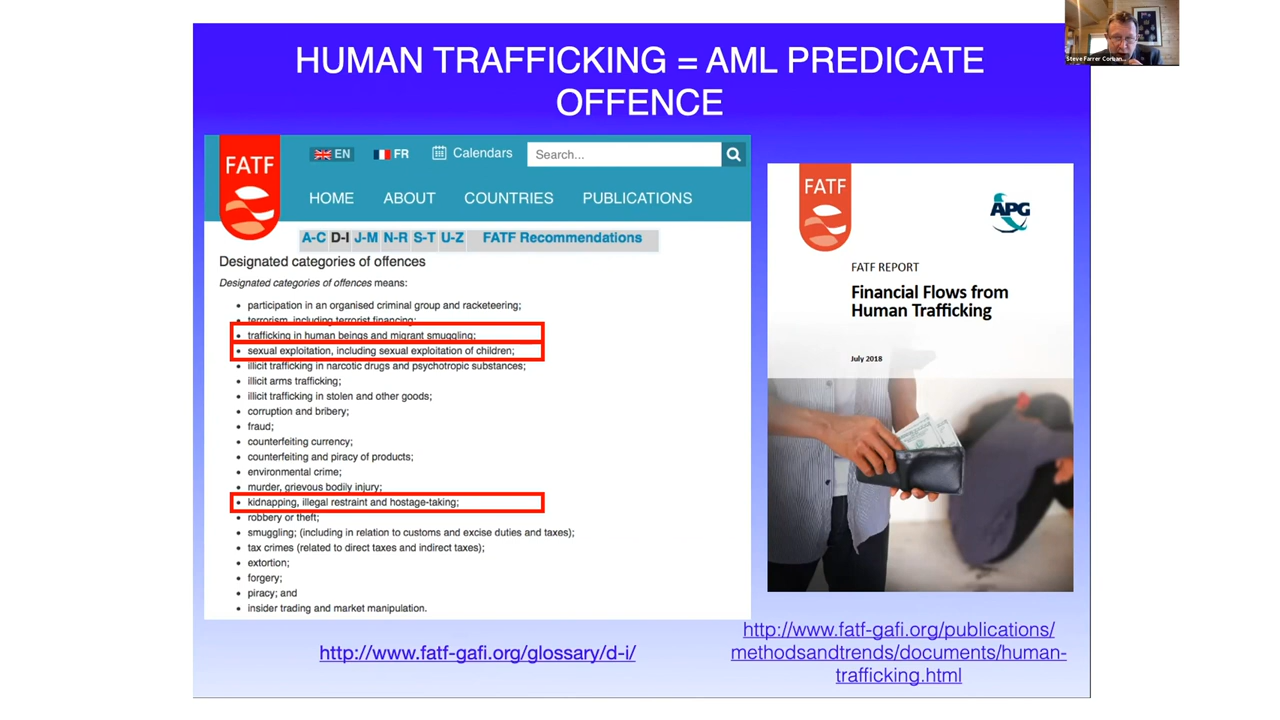 HUMAN TRAFFICKING = AML PREDICATE
OFFENCE
Steve Farrer Corban...
FATF
EN FR Calendars Search...
HOME ABOUT COUNTRIES PUBLICATIONS
A-C D-I J-M N-R S-T U-Z FATF Recommendations
Designated categories of offences
Designated categories of offences means:
• participation in an organised criminal group and racketeering;
• terrorism, including terrorist financing;
• trafficking in human beings and migrant smuggling;
• sexual exploitation, including sexual exploitation of children;
• illicit trafficking in narcotic drugs and psychotropic substances;
• illicit arms trafficking;
• illicit trafficking in stolen and other goods;
• corruption and bribery;
• fraud;
• counterfeiting currency;
• counterfeiting and piracy of products;
• environmental crime;
• murder, grievous bodily injury;
• kidnapping, illegal restraint and hostage-taking;
• robbery or theft;
• smuggling; (including in relation to customs and excise duties and taxes);
• tax crimes (related to direct taxes and indirect taxes);
• extortion;
• forgery;
• piracy; and
• insider trading and market manipulation.
http://www.fatf-gafi.org/glossary/d-i/
FATF
APG
FATF REPORT
Financial Flows from
Human Trafficking
July 2018
http://www.fatf-gafi.org/publications/
methodsandtrends/documents/human-
trafficking.html